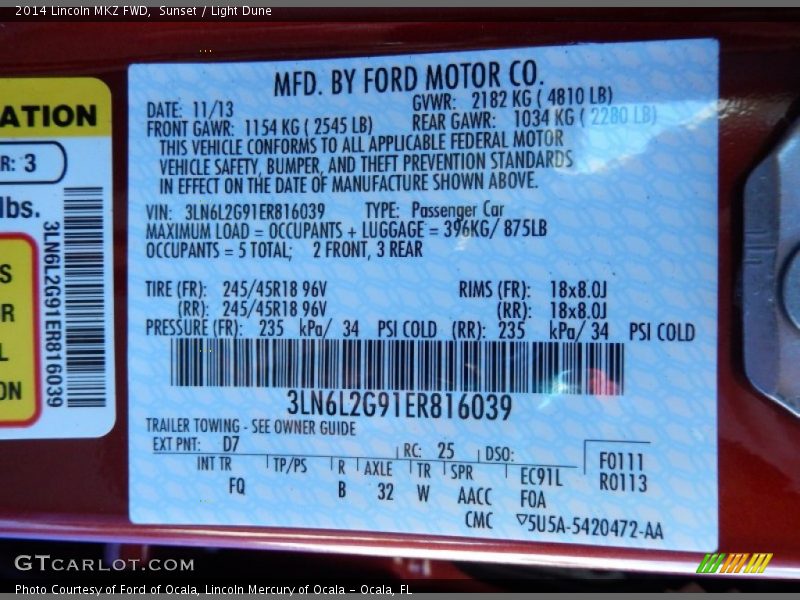 2014 Lincoln MKZ FWD,  Sunset / Light Dune
ATION
R: 3
lbs.
S
R
L
ON
3LN6L2G91ER816039
MFD. BY FORD MOTOR CO.
DATE: 11/13
GVWR: 2182 KG ( 4810 LB)
FRONT GAWR: 1154 KG ( 2545 LB)
REAR GAWR: 1034 KG ( 2280 LB)
THIS VEHICLE CONFORMS TO ALL APPLICABLE FEDERAL MOTOR
VEHICLE SAFETY, BUMPER, AND THEFT PREVENTION STANDARDS
IN EFFECT ON THE DATE OF MANUFACTURE SHOWN ABOVE.
VIN: 3LN6L2G91ER816039 TYPE: Passenger Car
MAXIMUM LOAD = OCCUPANTS + LUGGAGE = 396KG/ 875LB
OCCUPANTS = 5 TOTAL; 2 FRONT, 3 REAR
TIRE (FR): 245/45R18 96V RIMS (FR): 18x8.0J
(RR): 245/45R18 96V (RR): 18x8.0J
PRESSURE (FR): 235 kPa/ 34 PSI COLD (RR): 235 kPa/ 34 PSI COLD
3LN6L2G91ER816039
TRAILER TOWING - SEE OWNER GUIDE
EXT PNT: D7 RC: 25 DSO:
F0111
R0113
INT TR TP/PS R AXLE TR SPR EC91L
FQ B 32 W AACC F0A
CMC ▽5U5A-5420472-AA
GTCARLOT.COM
Photo Courtesy of Ford of Ocala, Lincoln Mercury of Ocala - Ocala, FL